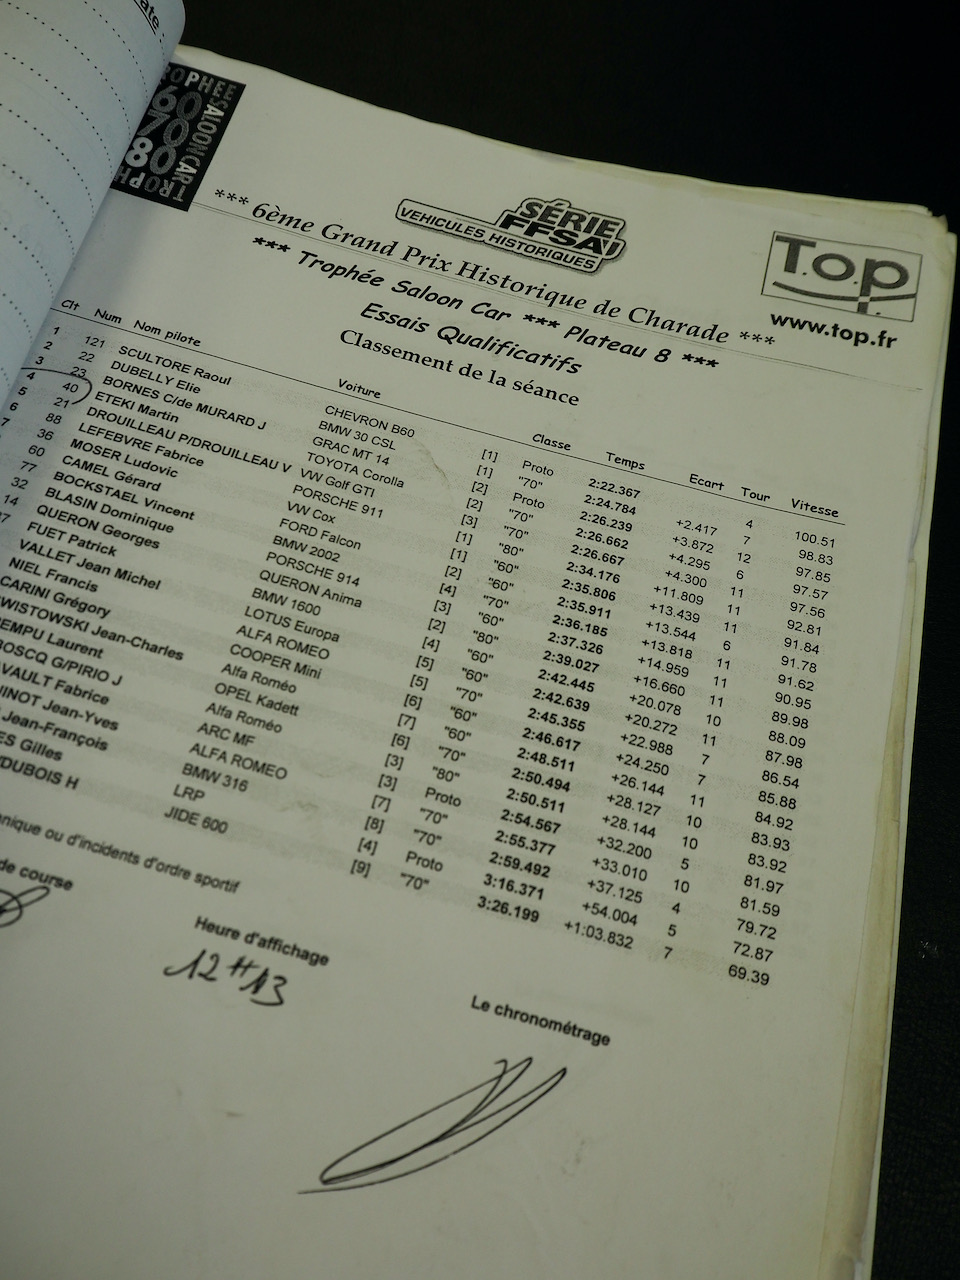 ate
TROPHÉE SALOON CAR
60
70
80
TROPH
SÉRIE
FFSA
VEHICULES HISTORIQUES
T.o.p.
www.top.fr
*** 6ème Grand Prix Historique de Charade ***
*** Trophée Saloon Car *** Plateau 8 ***
Essais Qualificatifs
Classement de la séance
Clt Num Nom pilote Voiture Classe Temps Ecart Tour Vitesse
1 121 SCULTORE Raoul CHEVRON B60 [1] Proto 2:22.367 4 100.51
2 22 DUBELLY Elie BMW 30 CSL [1] "70" 2:24.784 +2.417 7 98.83
3 23 BORNES C/de MURARD J GRAC MT 14 [2] Proto 2:26.239 +3.872 12 97.85
4 40 ETEKI Martin TOYOTA Corolla [2] "70" 2:26.662 +4.295 6 97.57
5 21 DROUILLEAU P/DROUILLEAU V VW Golf GTI [3] "70" 2:26.667 +4.300 11 97.56
6 88 LEFEBVRE Fabrice PORSCHE 911 [1] "80" 2:34.176 +11.809 11 92.81
7 36 MOSER Ludovic VW Cox [1] "60" 2:35.806 +13.439 11 91.84
60 CAMEL Gérard FORD Falcon [2] "60" 2:35.911 +13.544 6 91.78
77 BOCKSTAEL Vincent BMW 2002 [4] "70" 2:36.185 +13.818 11 91.62
32 BLASIN Dominique PORSCHE 914 [3] "60" 2:37.326 +14.959 11 90.95
14 QUERON Georges QUERON Anima [2] "80" 2:39.027 +16.660 11 89.98
37 FUET Patrick BMW 1600 [4] "60" 2:42.445 +20.078 10 88.09
VALLET Jean Michel LOTUS Europa [5] "60" 2:42.639 +20.272 11 87.98
NIEL Francis ALFA ROMEO [5] "70" 2:45.355 +22.988 7 86.54
CARINI Grégory COOPER Mini [6] "60" 2:46.617 +24.250 7 85.88
WISTOWSKI Jean-Charles Alfa Roméo [7] "60" 2:48.511 +26.144 11 84.92
EMPU Laurent OPEL Kadett [6] "70" 2:50.494 +28.127 10 83.93
BOSCQ G/PIRIO J Alfa Roméo [3] "80" 2:50.511 +28.144 10 83.92
VAULT Fabrice ARC MF [3] Proto 2:54.567 +32.200 5 81.97
INOT Jean-Yves ALFA ROMEO [7] "70" 2:55.377 +33.010 10 81.59
Jean-François BMW 316 [8] "70" 2:59.492 +37.125 4 79.72
ES Gilles LRP [4] Proto 3:16.371 +54.004 5 72.87
/DUBOIS H JIDE 600 [9] "70" 3:26.199 +1:03.832 7 69.39
nique ou d'incidents d'ordre sportif
de course
Heure d'affichage
12 H 13
Le chronométrage